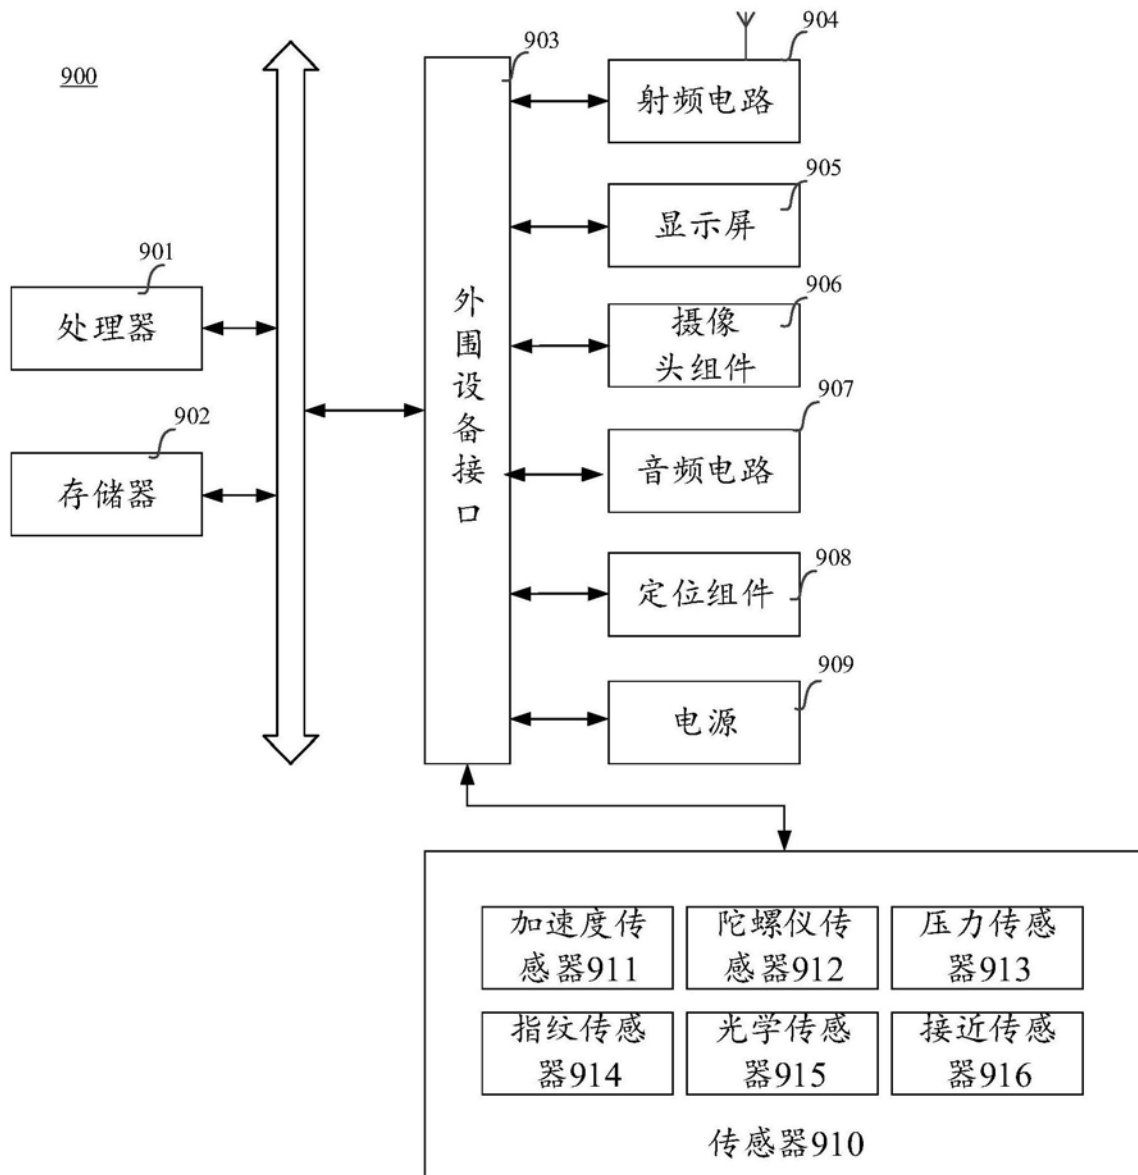 900
903
904
射频电路
905
显示屏
901
处理器
906
摄像
头组件
外
围
设
备
接
口
902
存储器
907
音频电路
908
定位组件
909
电源
加速度传
感器911
陀螺仪传
感器912
压力传感
器913
指纹传感
器914
光学传感
器915
接近传感
器916
传感器910